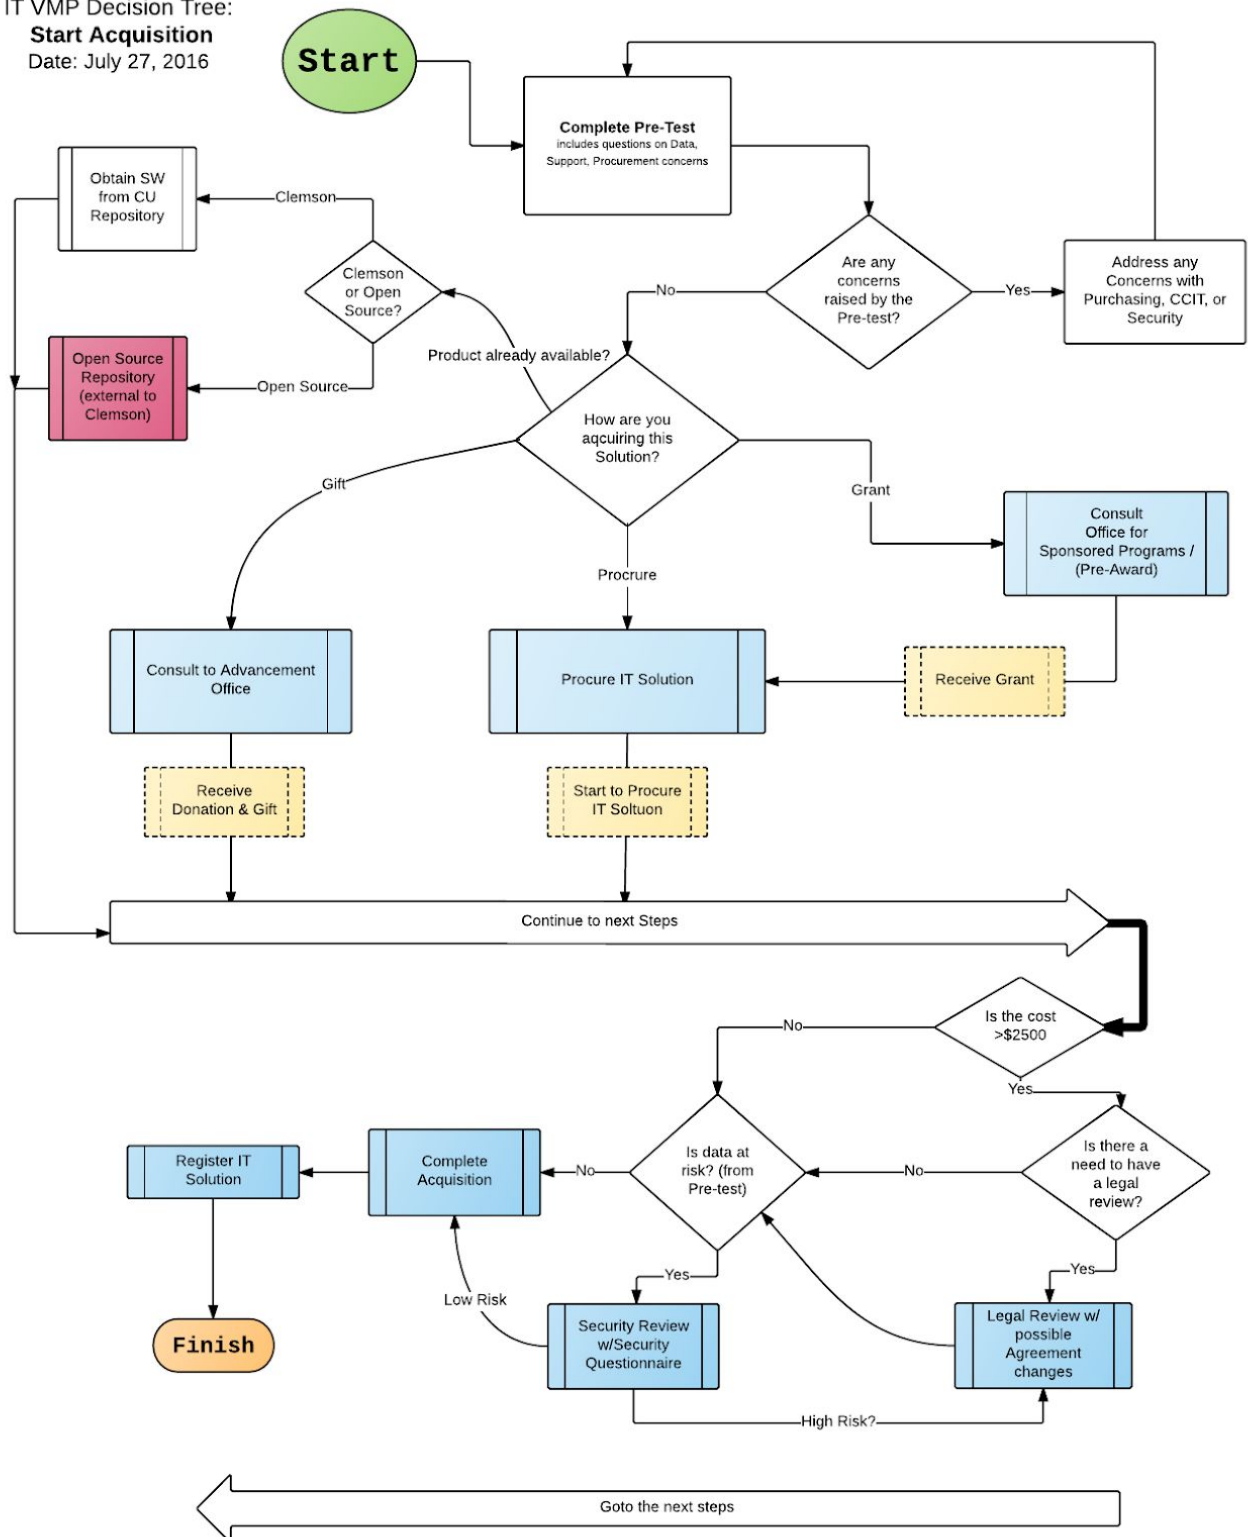 IT VMP Decision Tree:
Start Acquisition
Date: July 27, 2016
Start
Complete Pre-Test
includes questions on Data,
Support, Procurement concerns
Obtain SW
from CU
Repository
Clemson
Clemson
or Open
Source?
Are any
concerns
raised by the
Pre-test?
No
Yes
Address any
Concerns with
Purchasing, CCIT, or
Security
Open Source
Repository
(external to
Clemson)
Open Source
Product already available?
How are you
aqcuiring this
Solution?
Gift
Grant
Procrure
Consult
Office for
Sponsored Programs /
(Pre-Award)
Consult to Advancement
Office
Procure IT Solution
Receive Grant
Receive
Donation & Gift
Start to Procure
IT Soltuon
Continue to next Steps
Is the cost
>$2500
No
Yes
Is there a
need to have
a legal
review?
Is data at
risk? (from
Pre-test)
No
No
Complete
Acquisition
Register IT
Solution
Yes
Yes
Low Risk
Security Review
w/Security
Questionnaire
Legal Review w/
possible
Agreement
changes
Finish
High Risk?
Goto the next steps